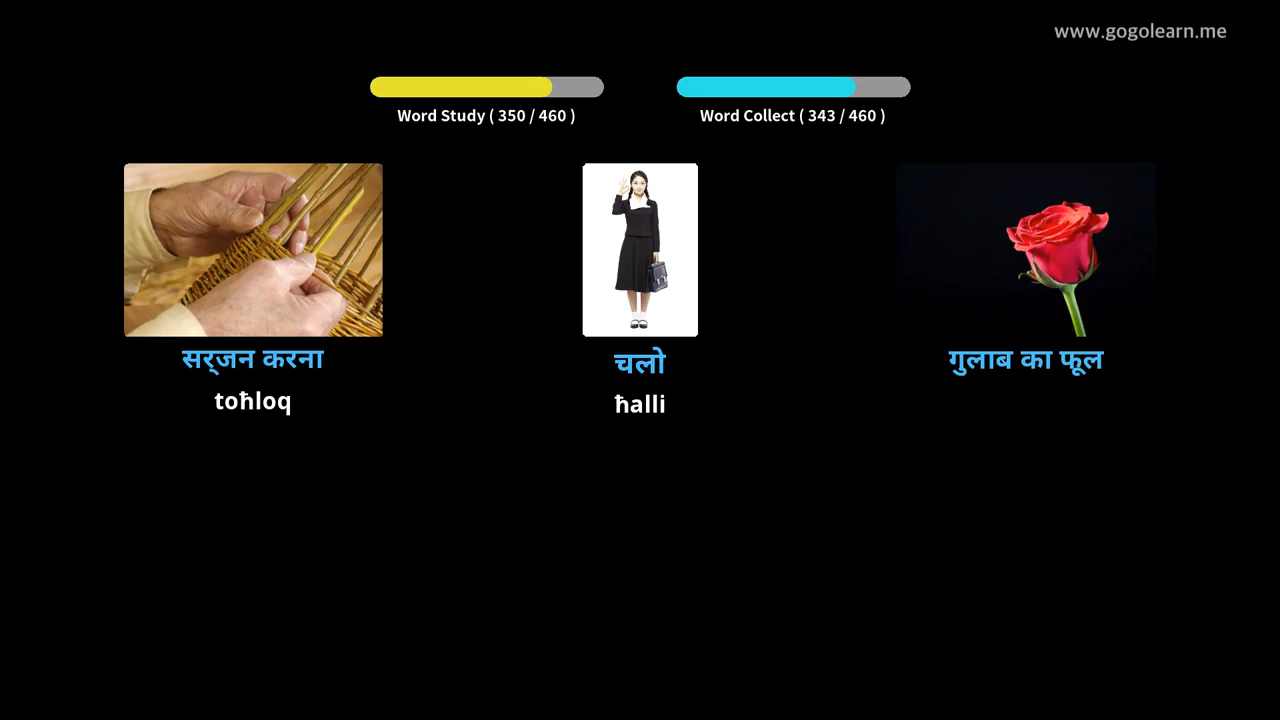 www.gogolearn.me
Word Study ( 350 / 460 )
Word Collect ( 343 / 460 )
सर्‌जन करना
toħloq
चलो
ħalli
गुलाब का फूल